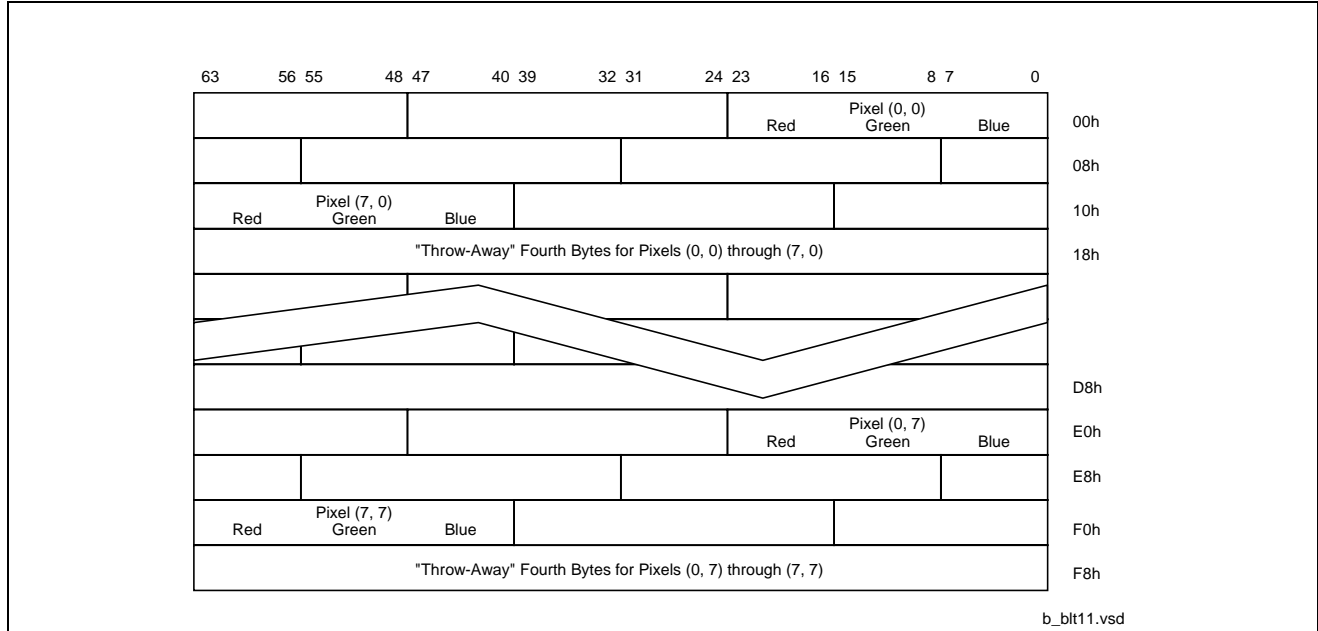 63 56 55 48 47 40 39 32 31 24 23 16 15 8 7 0
Pixel (0, 0)
Red Green Blue
00h
08h
Pixel (7, 0)
Red Green Blue
10h
"Throw-Away" Fourth Bytes for Pixels (0, 0) through (7, 0)
18h
D8h
Pixel (0, 7)
Red Green Blue
E0h
E8h
Pixel (7, 7)
Red Green Blue
F0h
"Throw-Away" Fourth Bytes for Pixels (0, 7) through (7, 7)
F8h
b_blt11.vsd